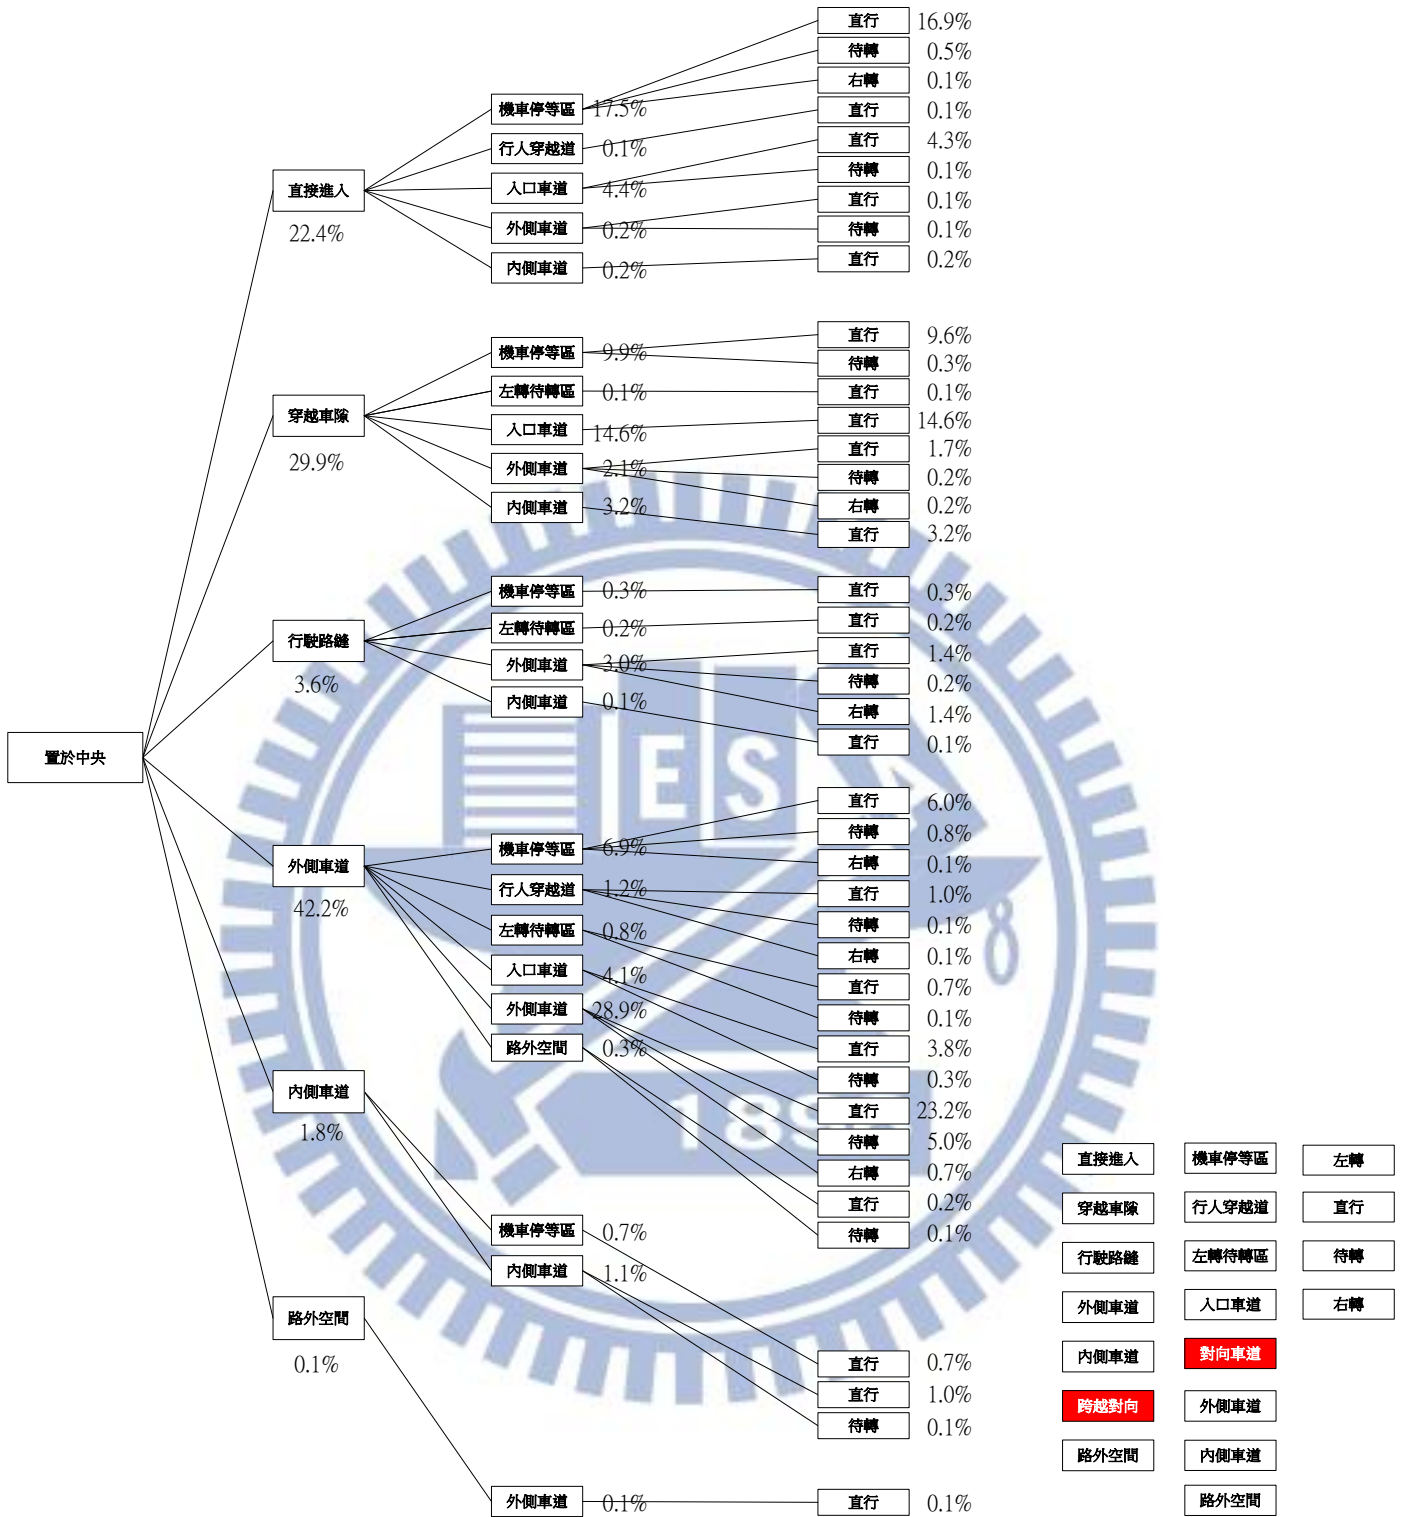 置於中央
直接進入
22.4%
機車停等區 17.5%
直行 16.9%
待轉 0.5%
右轉 0.1%
行人穿越道 0.1%
直行 0.1%
入口車道 4.4%
直行 4.3%
待轉 0.1%
外側車道 0.2%
直行 0.1%
待轉 0.1%
內側車道 0.2%
直行 0.2%
穿越車隙
29.9%
機車停等區 9.9%
直行 9.6%
待轉 0.3%
左轉待轉區 0.1%
直行 0.1%
入口車道 14.6%
直行 14.6%
外側車道 2.1%
直行 1.7%
待轉 0.2%
右轉 0.2%
內側車道 3.2%
直行 3.2%
行駛路縫
3.6%
機車停等區 0.3%
直行 0.3%
左轉待轉區 0.2%
直行 0.2%
外側車道 3.0%
直行 1.4%
待轉 0.2%
右轉 1.4%
內側車道 0.1%
直行 0.1%
外側車道
42.2%
機車停等區 6.9%
直行 6.0%
待轉 0.8%
右轉 0.1%
行人穿越道 1.2%
直行 1.0%
待轉 0.1%
右轉 0.1%
左轉待轉區 0.8%
直行 0.7%
待轉 0.1%
入口車道 4.1%
直行 3.8%
待轉 0.3%
外側車道 28.9%
直行 23.2%
待轉 5.0%
右轉 0.7%
路外空間 0.3%
直行 0.2%
待轉 0.1%
內側車道
1.8%
機車停等區 0.7%
直行 0.7%
內側車道 1.1%
直行 1.0%
待轉 0.1%
路外空間
0.1%
外側車道 0.1%
直行 0.1%
直接進入 機車停等區 左轉
穿越車隙 行人穿越道 直行
行駛路縫 左轉待轉區 待轉
外側車道 入口車道 右轉
內側車道 對向車道
跨越對向 外側車道
路外空間 內側車道
路外空間
ES
189